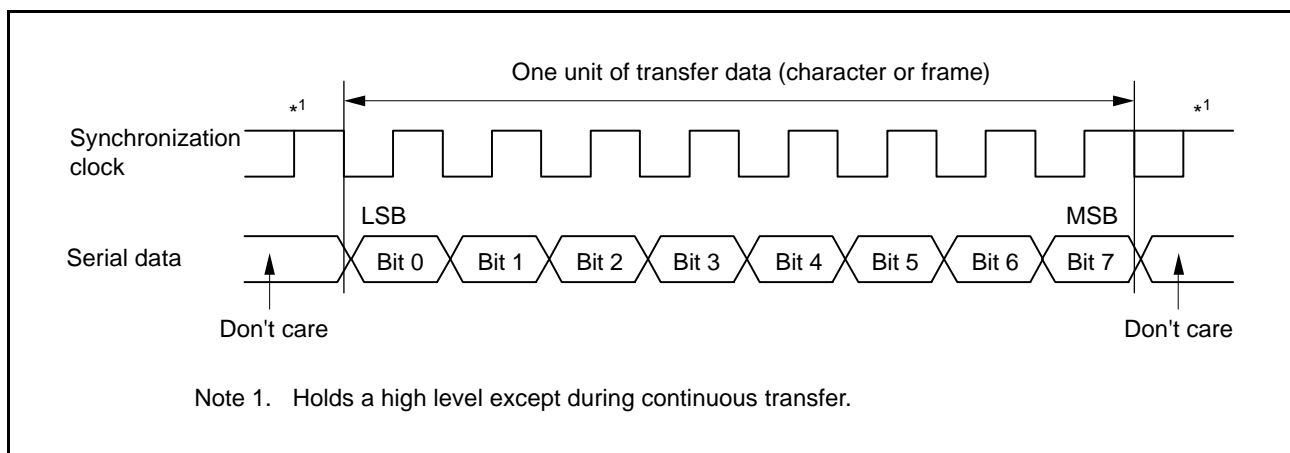 One unit of transfer data (character or frame)
*1
*1
Synchronization
clock
LSB
MSB
Serial data
Bit 0 Bit 1 Bit 2 Bit 3 Bit 4 Bit 5 Bit 6 Bit 7
Don't care
Don't care
Note 1. Holds a high level except during continuous transfer.